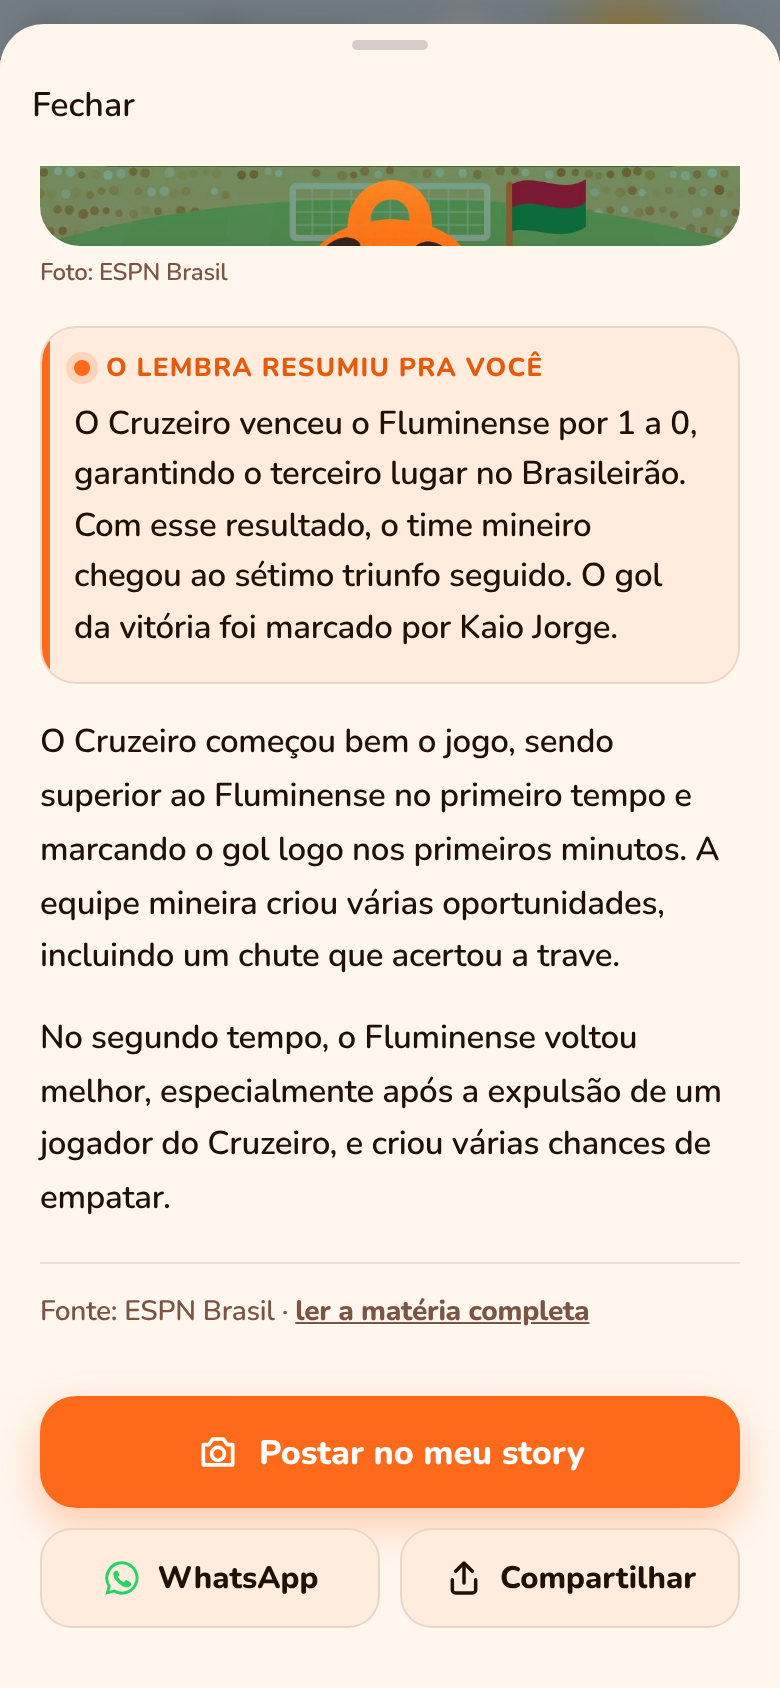 Fechar
Foto: ESPN Brasil
O LEMBRA RESUMIU PRA VOCÊ
O Cruzeiro venceu o Fluminense por 1 a 0,
garantindo o terceiro lugar no Brasileirão.
Com esse resultado, o time mineiro
chegou ao sétimo triunfo seguido. O gol
da vitória foi marcado por Kaio Jorge.
O Cruzeiro começou bem o jogo, sendo
superior ao Fluminense no primeiro tempo e
marcando o gol logo nos primeiros minutos. A
equipe mineira criou várias oportunidades,
incluindo um chute que acertou a trave.
No segundo tempo, o Fluminense voltou
melhor, especialmente após a expulsão de um
jogador do Cruzeiro, e criou várias chances de
empatar.
Fonte: ESPN Brasil · ler a matéria completa
Postar no meu story
WhatsApp
Compartilhar